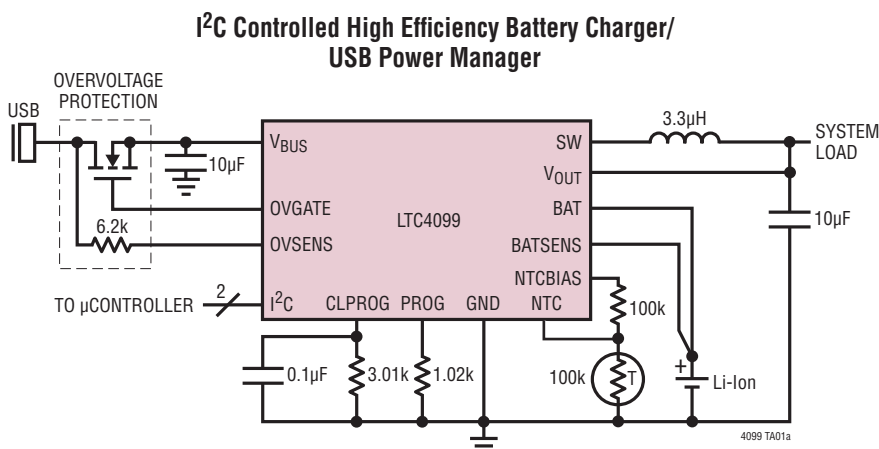 I²C Controlled High Efficiency Battery Charger/
USB Power Manager
OVERVOLTAGE
PROTECTION
USB
10µF
6.2k
TO µCONTROLLER
2
VBUS
OVGATE
OVSENS
I²C
CLPROG
PROG
GND
NTC
LTC4099
SW
VOUT
BAT
BATSENS
NTCBIAS
3.3µH
SYSTEM
LOAD
10µF
100k
0.1µF
3.01k
1.02k
100k
T
+
Li-Ion
4099 TA01a